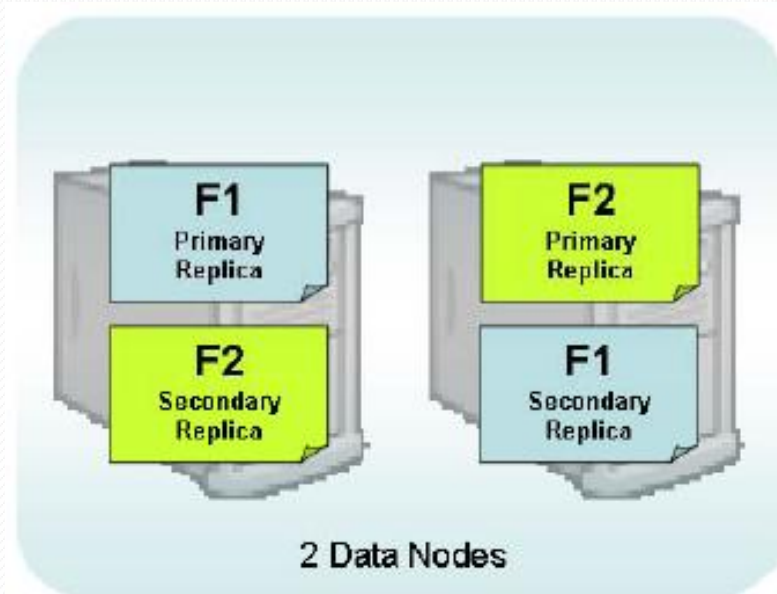 F1
Primary
Replica
F2
Secondary
Replica
F2
Primary
Replica
F1
Secondary
Replica
2 Data Nodes